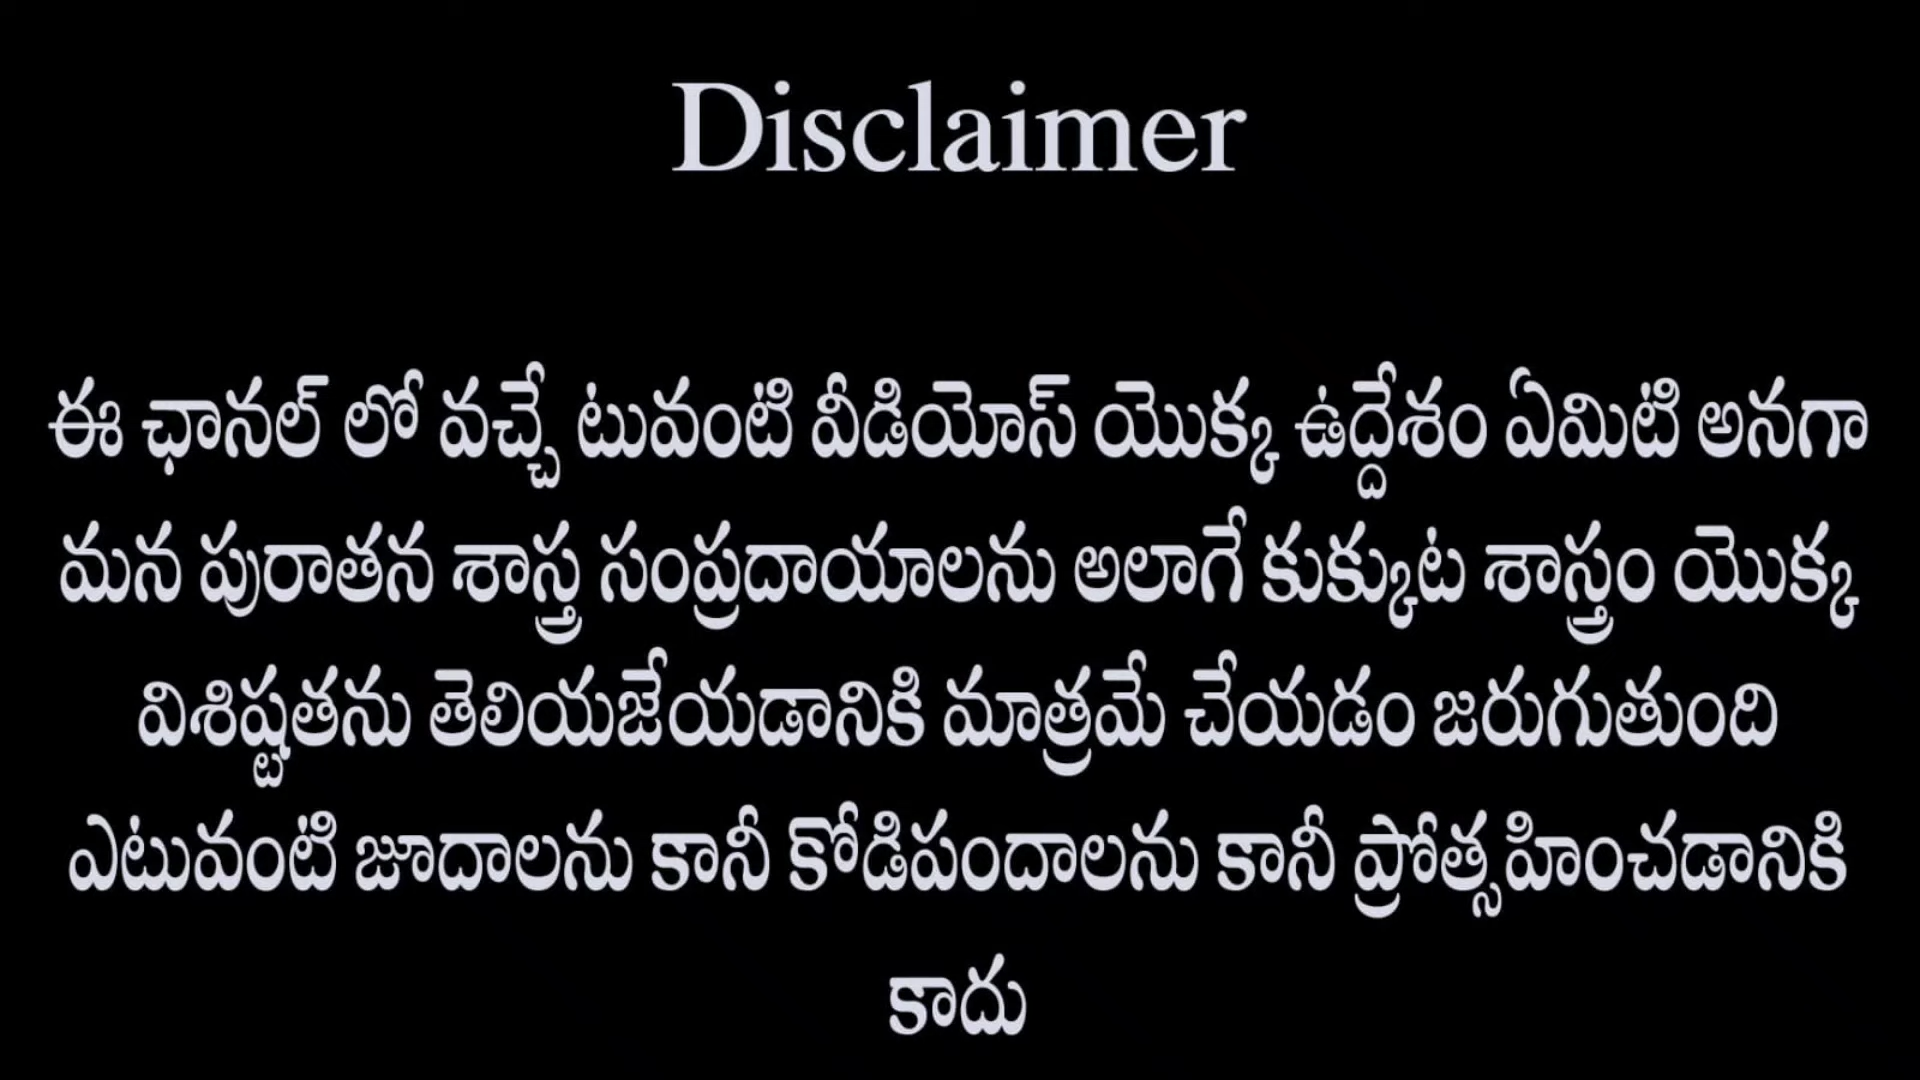 Disclaimer
ఈ ఛానల్ లో వచ్చే టువంటి వీడియోస్ యొక్క ఉద్దేశం ఏమిటి అనగా
మన పురాతన శాస్త్ర సంప్రదాయాలను అలాగే కుక్కుట శాస్త్రం యొక్క
విశిష్టతను తెలియజేయడానికి మాత్రమే చేయడం జరుగుతుంది
ఎటువంటి జూదాలను కానీ కోడిపందాలను కానీ ప్రోత్సహించడానికి
కాదు